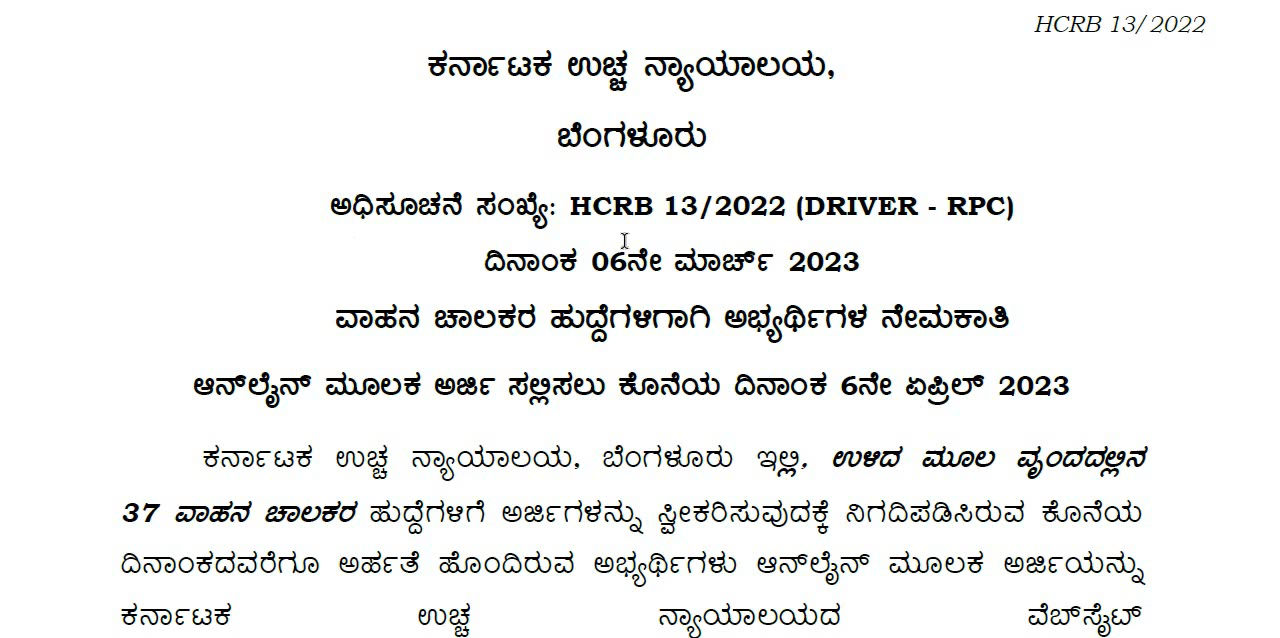 HCRB 13/2022
ಕರ್ನಾಟಕ ಉಚ್ಚ ನ್ಯಾಯಾಲಯ,
ಬೆಂಗಳೂರು
ಅಧಿಸೂಚನೆ ಸಂಖ್ಯೆ: HCRB 13/2022 (DRIVER - RPC)
ದಿನಾಂಕ 06ನೇ ಮಾರ್ಚ್ 2023
ವಾಹನ ಚಾಲಕರ ಹುದ್ದೆಗಳಿಗಾಗಿ ಅಭ್ಯರ್ಥಿಗಳ ನೇಮಕಾತಿ
ಆನ್‌ಲೈನ್ ಮೂಲಕ ಅರ್ಜಿ ಸಲ್ಲಿಸಲು ಕೊನೆಯ ದಿನಾಂಕ 6ನೇ ಏಪ್ರಿಲ್ 2023
ಕರ್ನಾಟಕ ಉಚ್ಚ ನ್ಯಾಯಾಲಯ, ಬೆಂಗಳೂರು ಇಲ್ಲಿ, ಉಳಿದ ಮೂಲ ವೃಂದದಲ್ಲಿನ
37 ವಾಹನ ಚಾಲಕರ ಹುದ್ದೆಗಳಿಗೆ ಅರ್ಜಿಗಳನ್ನು ಸ್ವೀಕರಿಸುವುದಕ್ಕೆ ನಿಗದಿಪಡಿಸಿರುವ ಕೊನೆಯ
ದಿನಾಂಕದವರೆಗೂ ಅರ್ಹತೆ ಹೊಂದಿರುವ ಅಭ್ಯರ್ಥಿಗಳು ಆನ್‌ಲೈನ್ ಮೂಲಕ ಅರ್ಜಿಯನ್ನು
ಕರ್ನಾಟಕ ಉಚ್ಚ ನ್ಯಾಯಾಲಯದ ವೆಬ್‌ಸೈಟ್